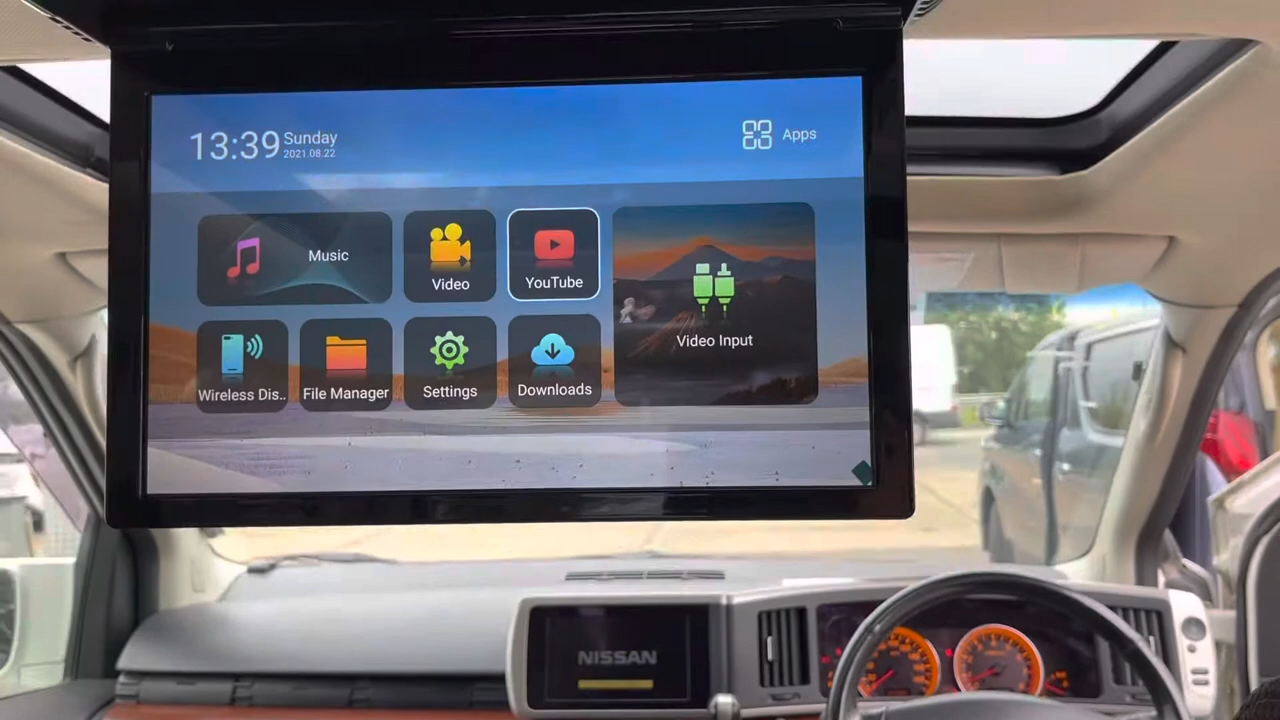 13:39 Sunday
2021.08.22
Apps
Music
Video
YouTube
Video Input
Wireless Dis..
File Manager
Settings
Downloads
NISSAN